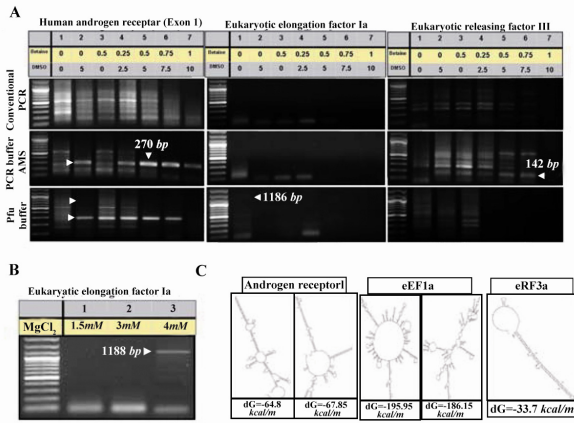 A
Human androgen receptar (Exon 1)
Eukaryotic elongation factor Ia
Eukaryotic releasing factor III
1 2 3 4 5 6 7
1 2 3 4 5 6 7
1 2 3 4 5 6 7
Betaine 0 0 0.5 0.25 0.5 0.75 1
Betaine 0 0 0.5 0.25 0.5 0.75 1
Betaine 0 0 0.5 0.25 0.5 0.75 1
DMSO 0 5 0 2.5 5 7.5 10
DMSO 0 5 0 2.5 5 7.5 10
DMSO 0 5 0 2.5 5 7.5 10
Conventional
PCR
PCR buffer
AMS
270 bp
142 bp
Pfu
buffer
1186 bp
B
Eukaryatic elongation factor Ia
1 2 3
MgCl2 1.5mM 3mM 4mM
1188 bp
C
Androgen receptorI
eEF1a
eRF3a
dG=-64.8
kcal/m
dG=-67.85
kcal/m
dG=-195.95
kcal/m
dG=-186.15
kcal/m
dG=-33.7 kcal/m